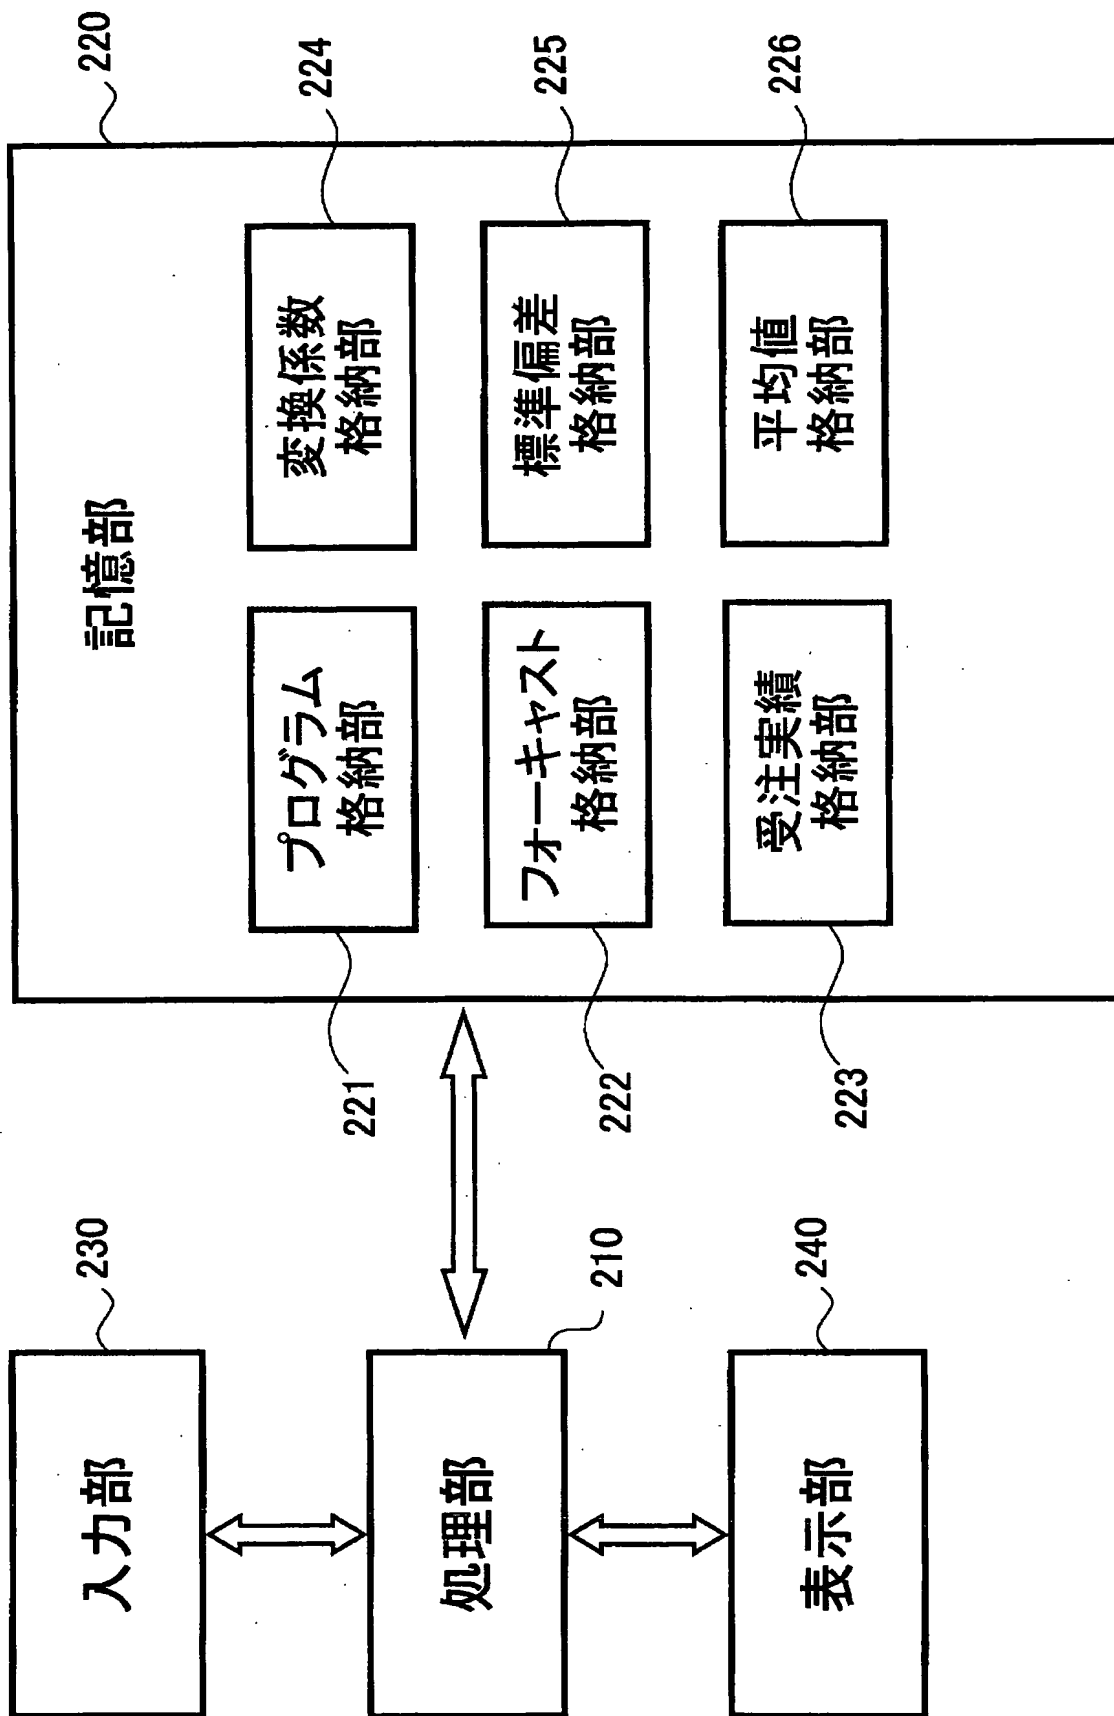 230
入力部
210
処理部
240
表示部
220
記憶部
221
プログラム
格納部
224
変換係数
格納部
222
フォーキャスト
格納部
225
標準偏差
格納部
223
受注実績
格納部
226
平均値
格納部